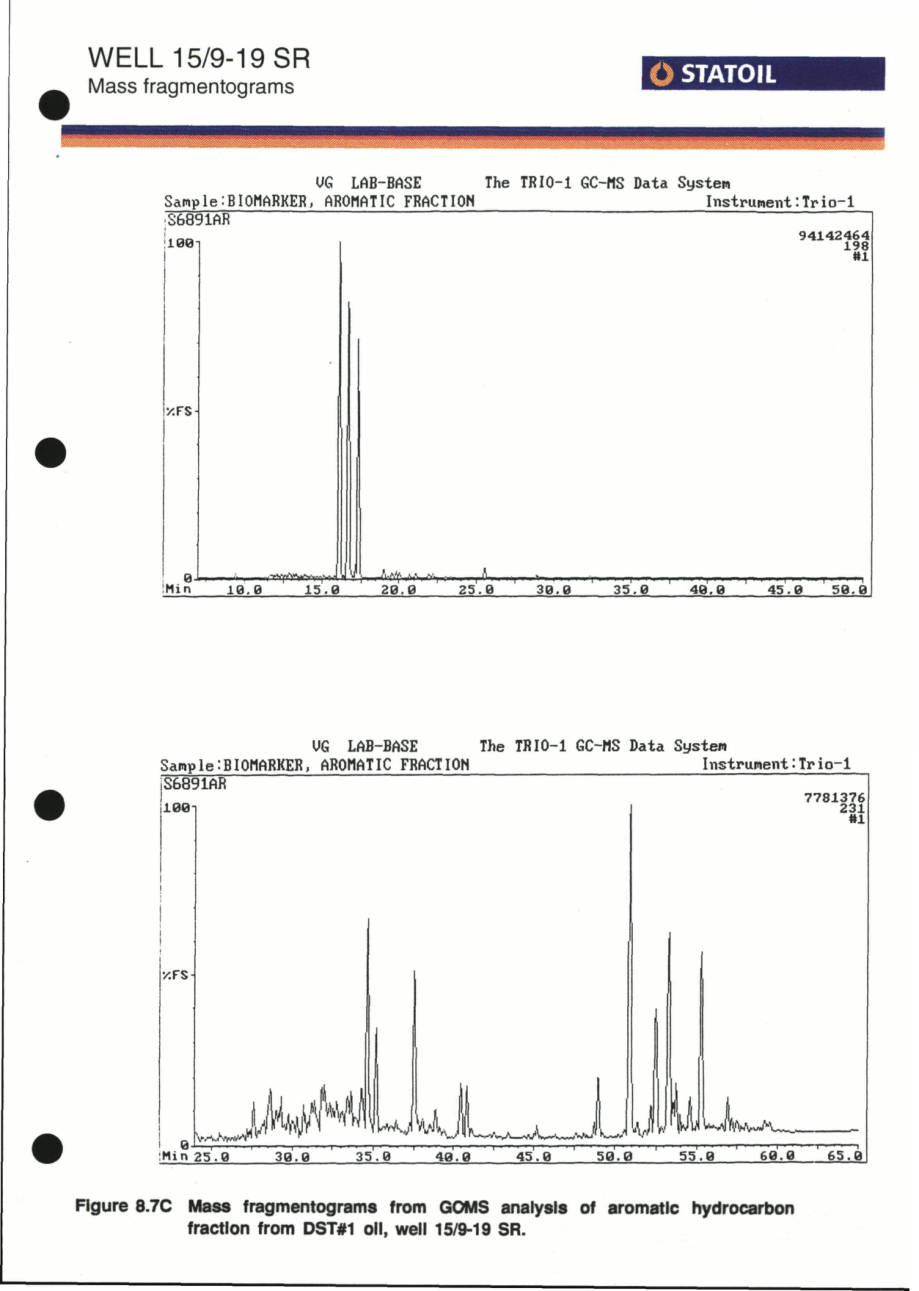 WELL 15/9-19 SR
Mass fragmentograms
STATOIL
VG LAB-BASE The TRIO-1 GC-MS Data System
Sample:BIOMARKER, AROMATIC FRACTION Instrument:Trio-1
S6891AR
94142464
198
#1
100
%FS
0
Min 10.0 15.0 20.0 25.0 30.0 35.0 40.0 45.0 50.0
VG LAB-BASE The TRIO-1 GC-MS Data System
Sample:BIOMARKER, AROMATIC FRACTION Instrument:Trio-1
S6891AR
7781376
231
#1
100
%FS
0
Min 25.0 30.0 35.0 40.0 45.0 50.0 55.0 60.0 65.0
Figure 8.7C Mass fragmentograms from GOMS analysis of aromatic hydrocarbon
fraction from DST#1 oil, well 15/9-19 SR.